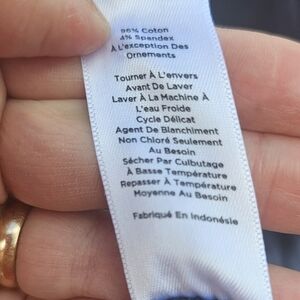 96% Coton
4% Spandex
À L'exception Des
Ornements
Tourner À L'envers
Avant De Laver
Laver À La Machine À
L'eau Froide
Cycle Délicat
Agent De Blanchiment
Non Chloré Seulement
Au Besoin
Sécher Par Culbutage
À Basse Température
Repasser À Température
Moyenne Au Besoin
Fabriqué En Indonésie